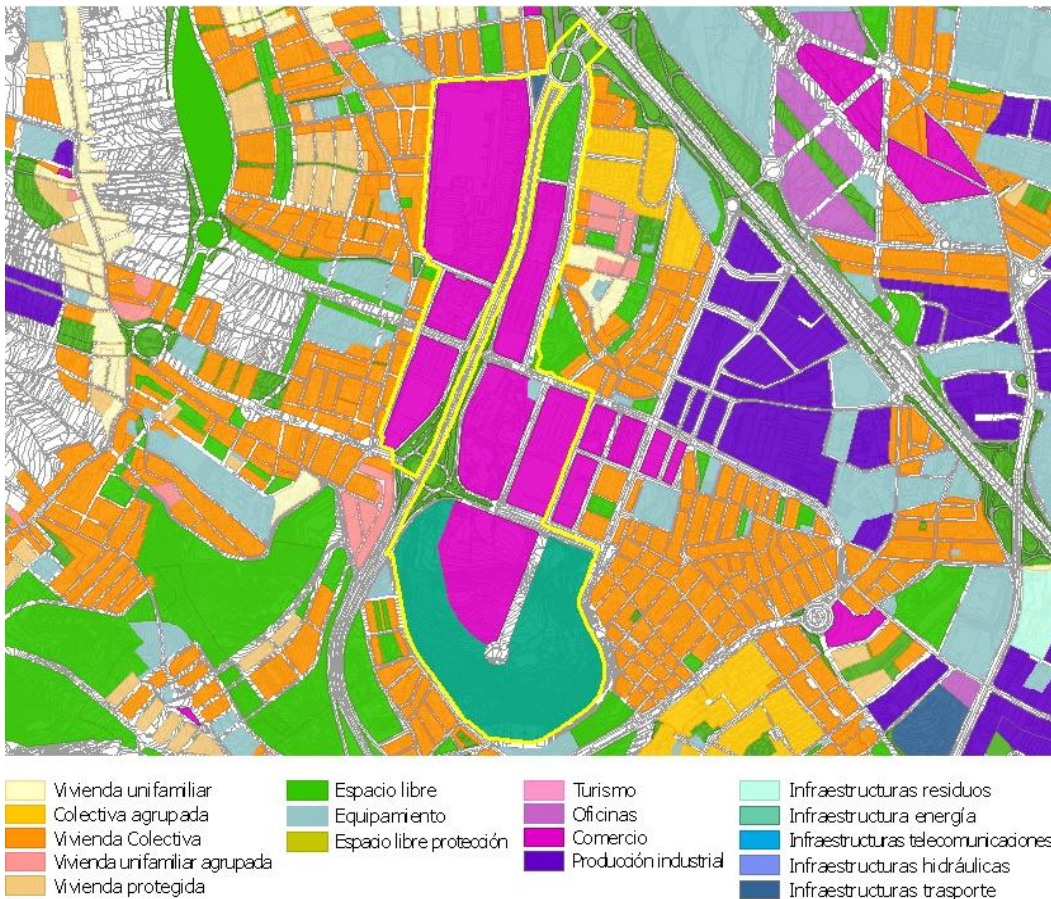 Vivienda unifamiliar
Colectiva agrupada
Vivienda Colectiva
Vivienda unifamiliar agrupada
Vivienda protegida
Espacio libre
Equipamiento
Espacio libre protección
Turismo
Oficinas
Comercio
Producción industrial
Infraestructuras residuos
Infraestructura energía
Infraestructuras telecomunicaciones
Infraestructuras hidráulicas
Infraestructuras trasporte